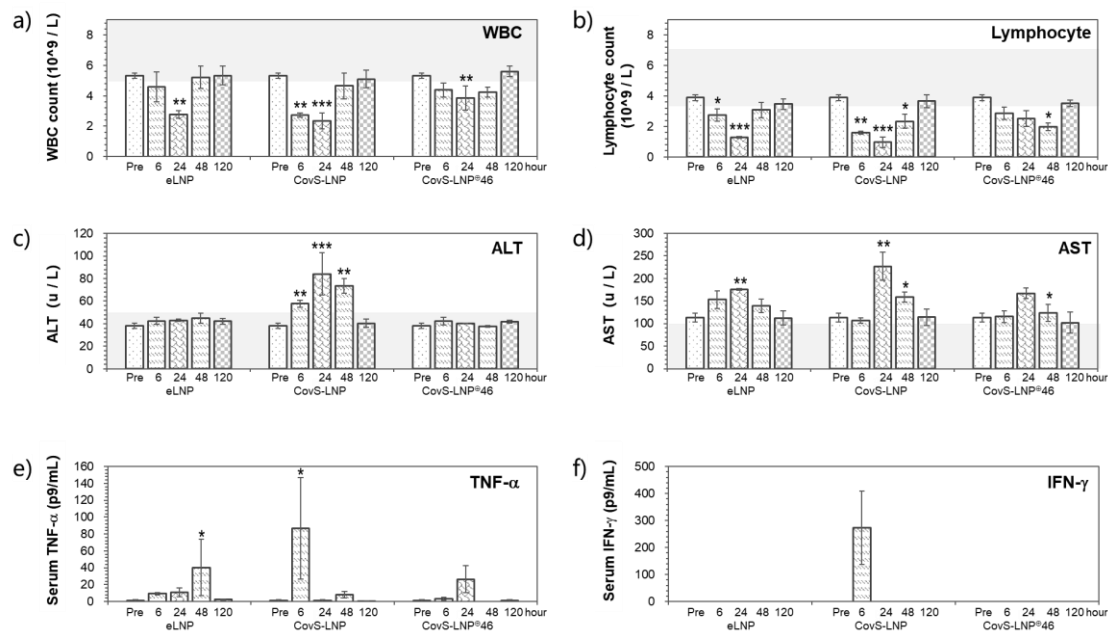 a)
WBC
WBC count (10^9 / L)
8
6
4
2
0
**
** ***
**
Pre 6 24 48 120 Pre 6 24 48 120 Pre 6 24 48 120 hour
eLNP CovS-LNP CovS-LNP®46
b)
Lymphocyte
Lymphocyte count
(10^9 / L)
8
6
4
2
0
* ***
** *** *
*
Pre 6 24 48 120 Pre 6 24 48 120 Pre 6 24 48 120 hour
eLNP CovS-LNP CovS-LNP®46
c)
ALT
ALT (u / L)
120
100
80
60
40
20
0
** *** **
Pre 6 24 48 120 Pre 6 24 48 120 Pre 6 24 48 120 hour
eLNP CovS-LNP CovS-LNP®46
d)
AST
AST (u / L)
300
250
200
150
100
50
0
**
** *
*
Pre 6 24 48 120 Pre 6 24 48 120 Pre 6 24 48 120 hour
eLNP CovS-LNP CovS-LNP®46
e)
TNF-α
Serum TNF-α (p9/mL)
160
140
120
100
80
60
40
20
0
*
*
Pre 6 24 48 120 Pre 6 24 48 120 Pre 6 24 48 120 hour
eLNP CovS-LNP CovS-LNP®46
f)
IFN-γ
Serum IFN-γ (p9/mL)
500
400
300
200
100
0
Pre 6 24 48 120 Pre 6 24 48 120 Pre 6 24 48 120 hour
eLNP CovS-LNP CovS-LNP®46